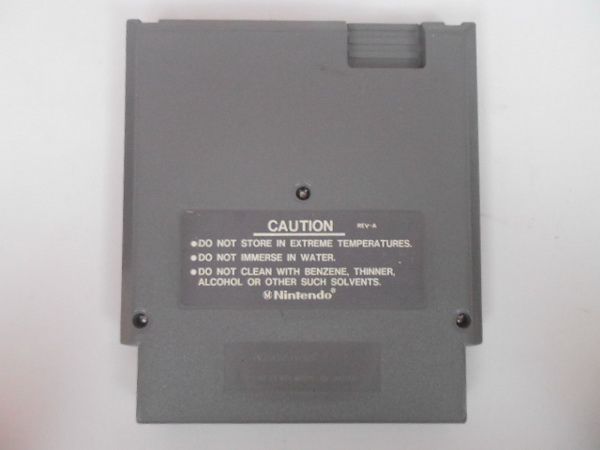 CAUTION REV-A
●DO NOT STORE IN EXTREME TEMPERATURES.
●DO NOT IMMERSE IN WATER.
●DO NOT CLEAN WITH BENZENE, THINNER,
ALCOHOL OR OTHER SUCH SOLVENTS.
Ⓜ Nintendo®